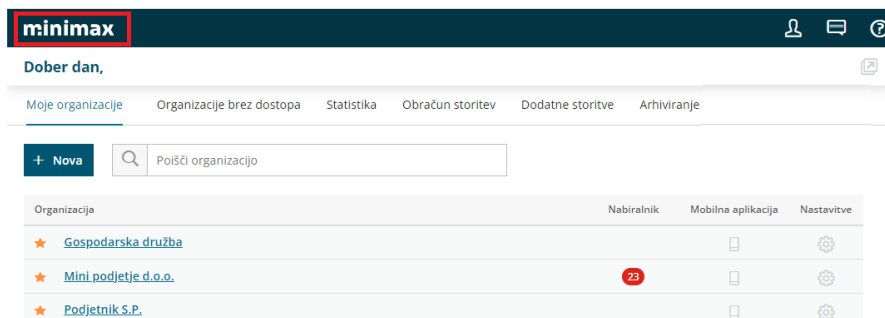 minimax
Dober dan,
Moje organizacije Organizacije brez dostopa Statistika Obračun storitev Dodatne storitve Arhiviranje
+ Nova Poišči organizacijo
Organizacija Nabiralnik Mobilna aplikacija Nastavitve
Gospodarska družba
Mini podjetje d.o.o. 23
Podjetnik S.P.